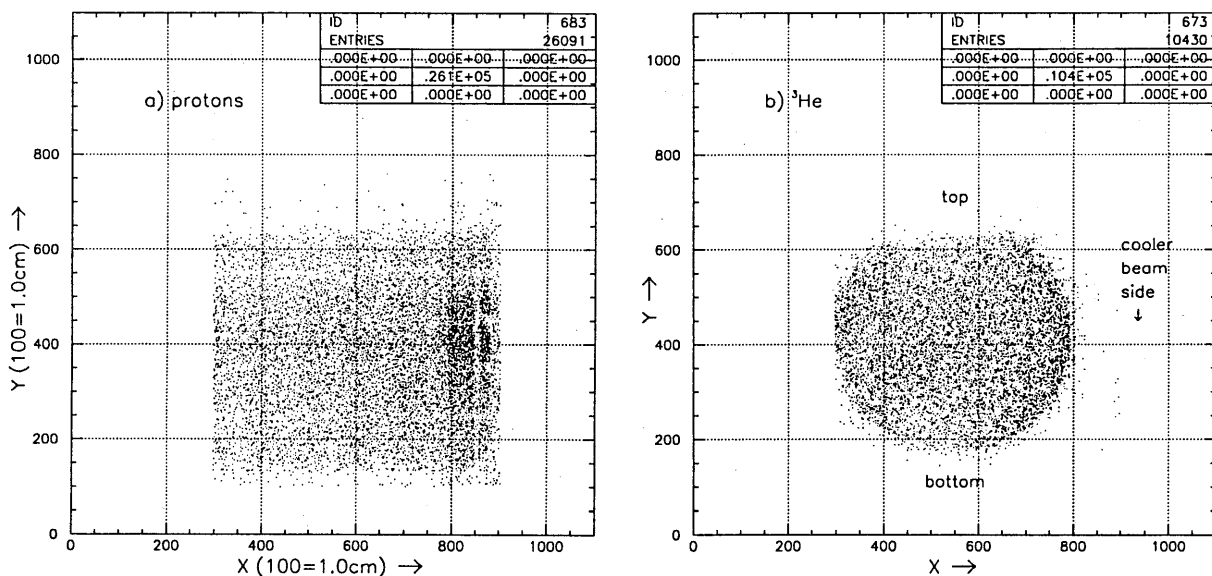 ID 683
ENTRIES 26091
.000E+00 .000E+00 .000E+00
.000E+00 .261E+05 .000E+00
.000E+00 .000E+00 .000E+00
a) protons
1000
800
600
400
200
0
Y (100=1.0cm) →
0 200 400 600 800 1000
X (100=1.0cm) →
ID 673
ENTRIES 10430
.000E+00 .000E+00 .000E+00
.000E+00 .104E+05 .000E+00
.000E+00 .000E+00 .000E+00
b) ³He
top
cooler
beam
side
↓
bottom
1000
800
600
400
200
0
Y →
0 200 400 600 800 1000
X →